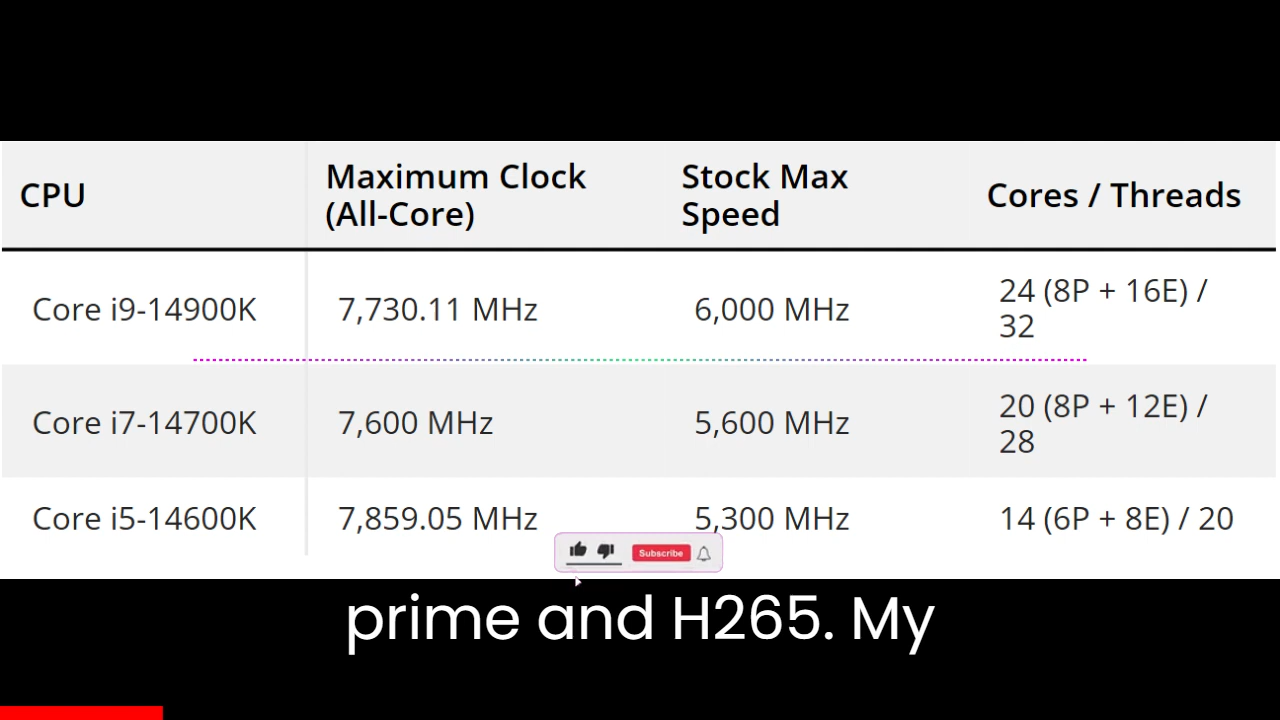 CPU
Maximum Clock
(All-Core)
Stock Max
Speed
Cores / Threads
Core i9-14900K
7,730.11 MHz
6,000 MHz
24 (8P + 16E) /
32
Core i7-14700K
7,600 MHz
5,600 MHz
20 (8P + 12E) /
28
Core i5-14600K
7,859.05 MHz
5,300 MHz
14 (6P + 8E) / 20
Subscribe
prime and H265. My